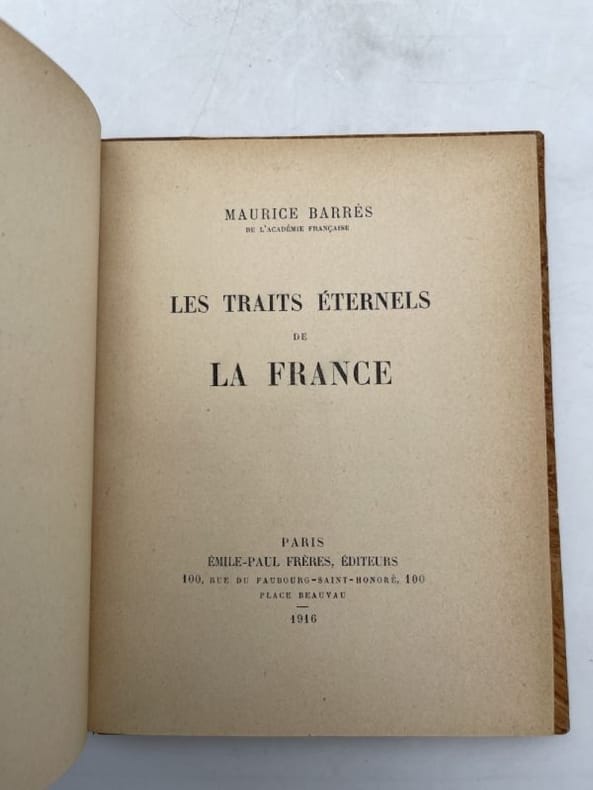 MAURICE BARRÈS
DE L'ACADÉMIE FRANÇAISE
LES TRAITS ÉTERNELS
DE
LA FRANCE
PARIS
ÉMILE-PAUL FRÈRES, ÉDITEURS
100, RUE DU FAUBOURG-SAINT-HONORÉ, 100
PLACE BEAUVAU
1916